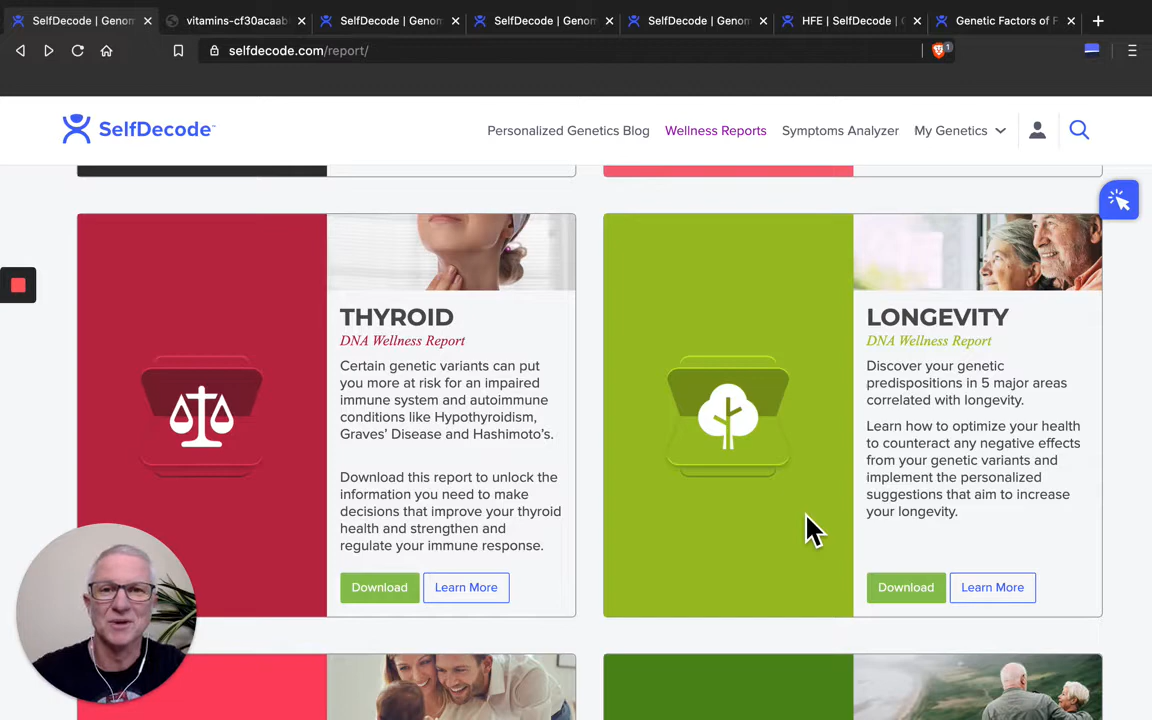 SelfDecode | Genom
vitamins-cf30acaab
SelfDecode | Genom
SelfDecode | Genom
SelfDecode | Genom
HFE | SelfDecode | G
Genetic Factors of F
selfdecode.com/report/
1
SelfDecode™
Personalized Genetics Blog
Wellness Reports
Symptoms Analyzer
My Genetics
THYROID
DNA Wellness Report
Certain genetic variants can put
you more at risk for an impaired
immune system and autoimmune
conditions like Hypothyroidism,
Graves' Disease and Hashimoto's.
Download this report to unlock the
information you need to make
decisions that improve your thyroid
health and strengthen and
regulate your immune response.
Download
Learn More
LONGEVITY
DNA Wellness Report
Discover your genetic
predispositions in 5 major areas
correlated with longevity.
Learn how to optimize your health
to counteract any negative effects
from your genetic variants and
implement the personalized
suggestions that aim to increase
your longevity.
Download
Learn More